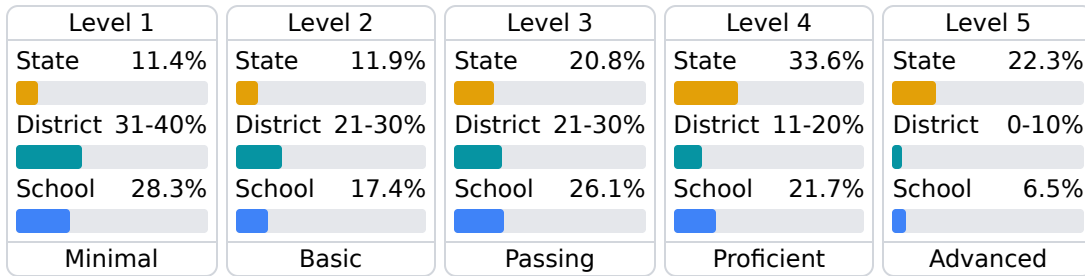 Level 1
State 11.4%
District 31-40%
School 28.3%
Minimal
Level 2
State 11.9%
District 21-30%
School 17.4%
Basic
Level 3
State 20.8%
District 21-30%
School 26.1%
Passing
Level 4
State 33.6%
District 11-20%
School 21.7%
Proficient
Level 5
State 22.3%
District 0-10%
School 6.5%
Advanced